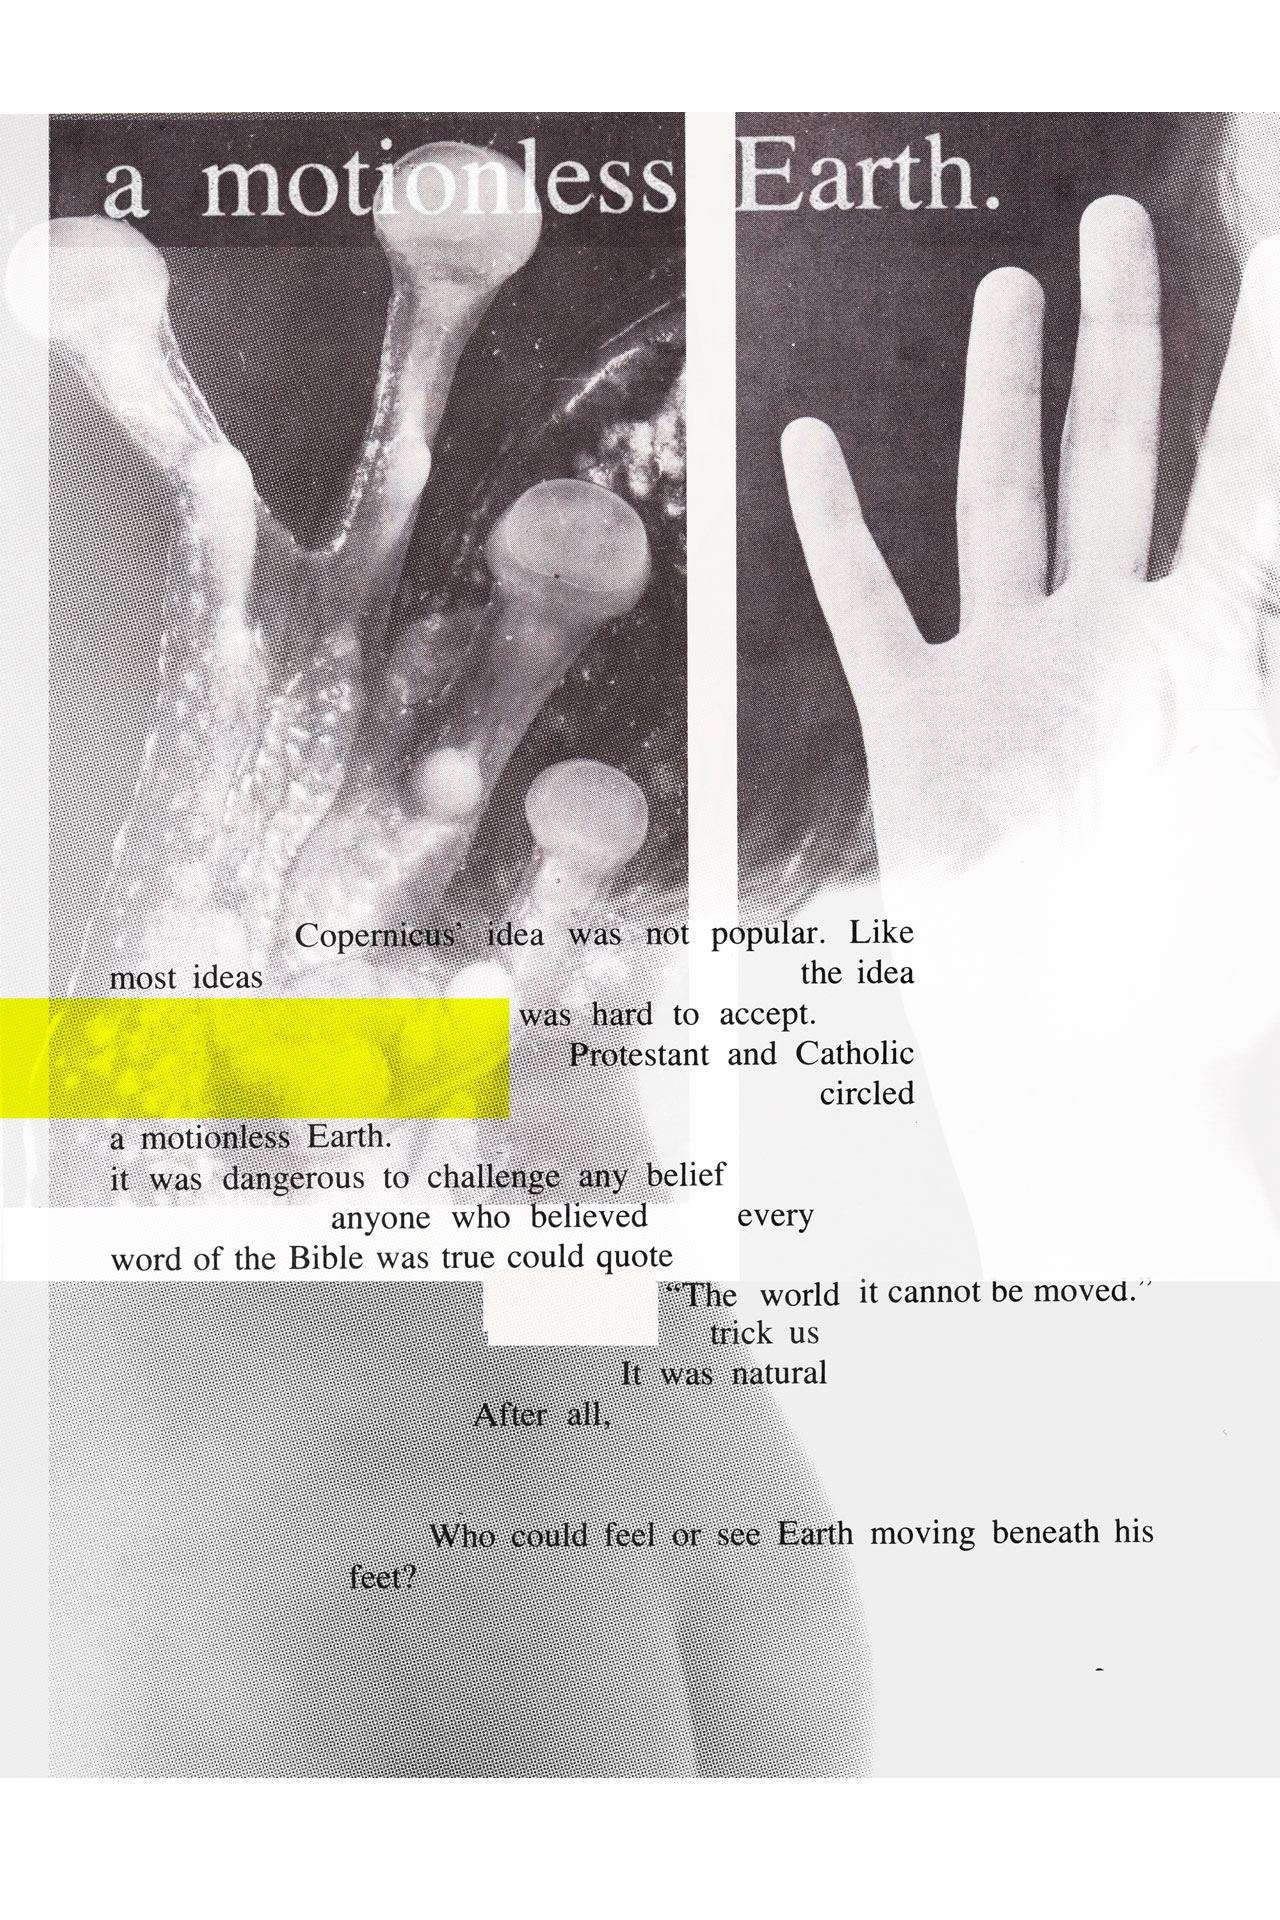 a motionless Earth.
Copernicus' idea was not popular. Like
most ideas the idea
was hard to accept.
Protestant and Catholic
circled
a motionless Earth.
it was dangerous to challenge any belief
anyone who believed every
word of the Bible was true could quote
“The world it cannot be moved.”
trick us
It was natural
After all,
Who could feel or see Earth moving beneath his
feet?